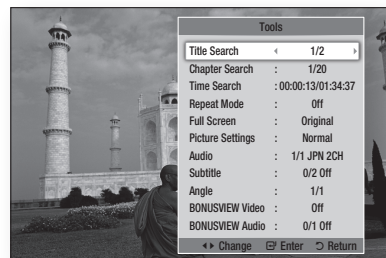 Tools
Title Search ◂ 1/2 ▸
Chapter Search : 1/20
Time Search : 00:00:13/01:34:37
Repeat Mode : Off
Full Screen : Original
Picture Settings : Normal
Audio : 1/1 JPN 2CH
Subtitle : 0/2 Off
Angle : 1/1
BONUSVIEW Video : Off
BONUSVIEW Audio : 0/1 Off
◂▸ Change Enter Return